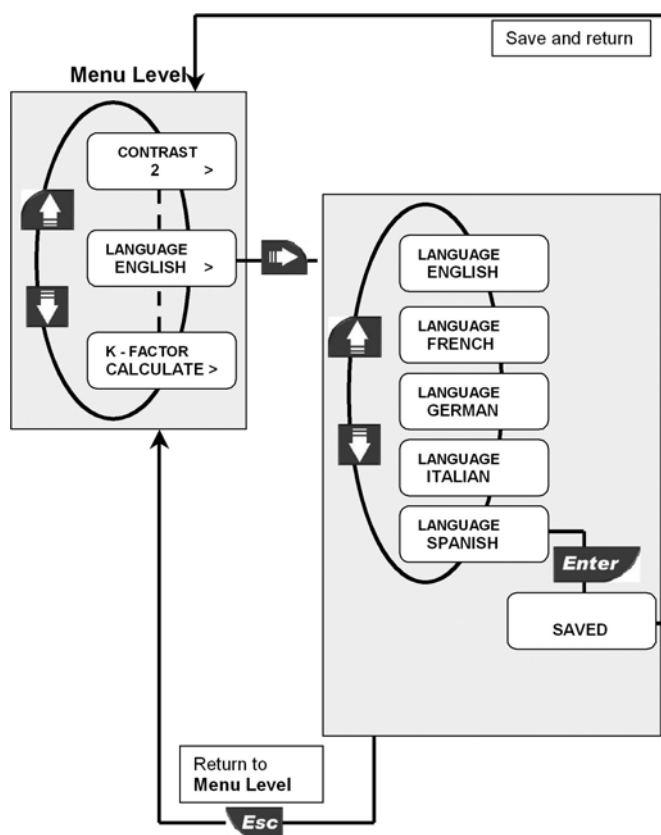 Save and return
Menu Level
CONTRAST
2 >
LANGUAGE
ENGLISH >
K - FACTOR
CALCULATE >
LANGUAGE
ENGLISH
LANGUAGE
FRENCH
LANGUAGE
GERMAN
LANGUAGE
ITALIAN
LANGUAGE
SPANISH
Enter
SAVED
Return to
Menu Level
Esc